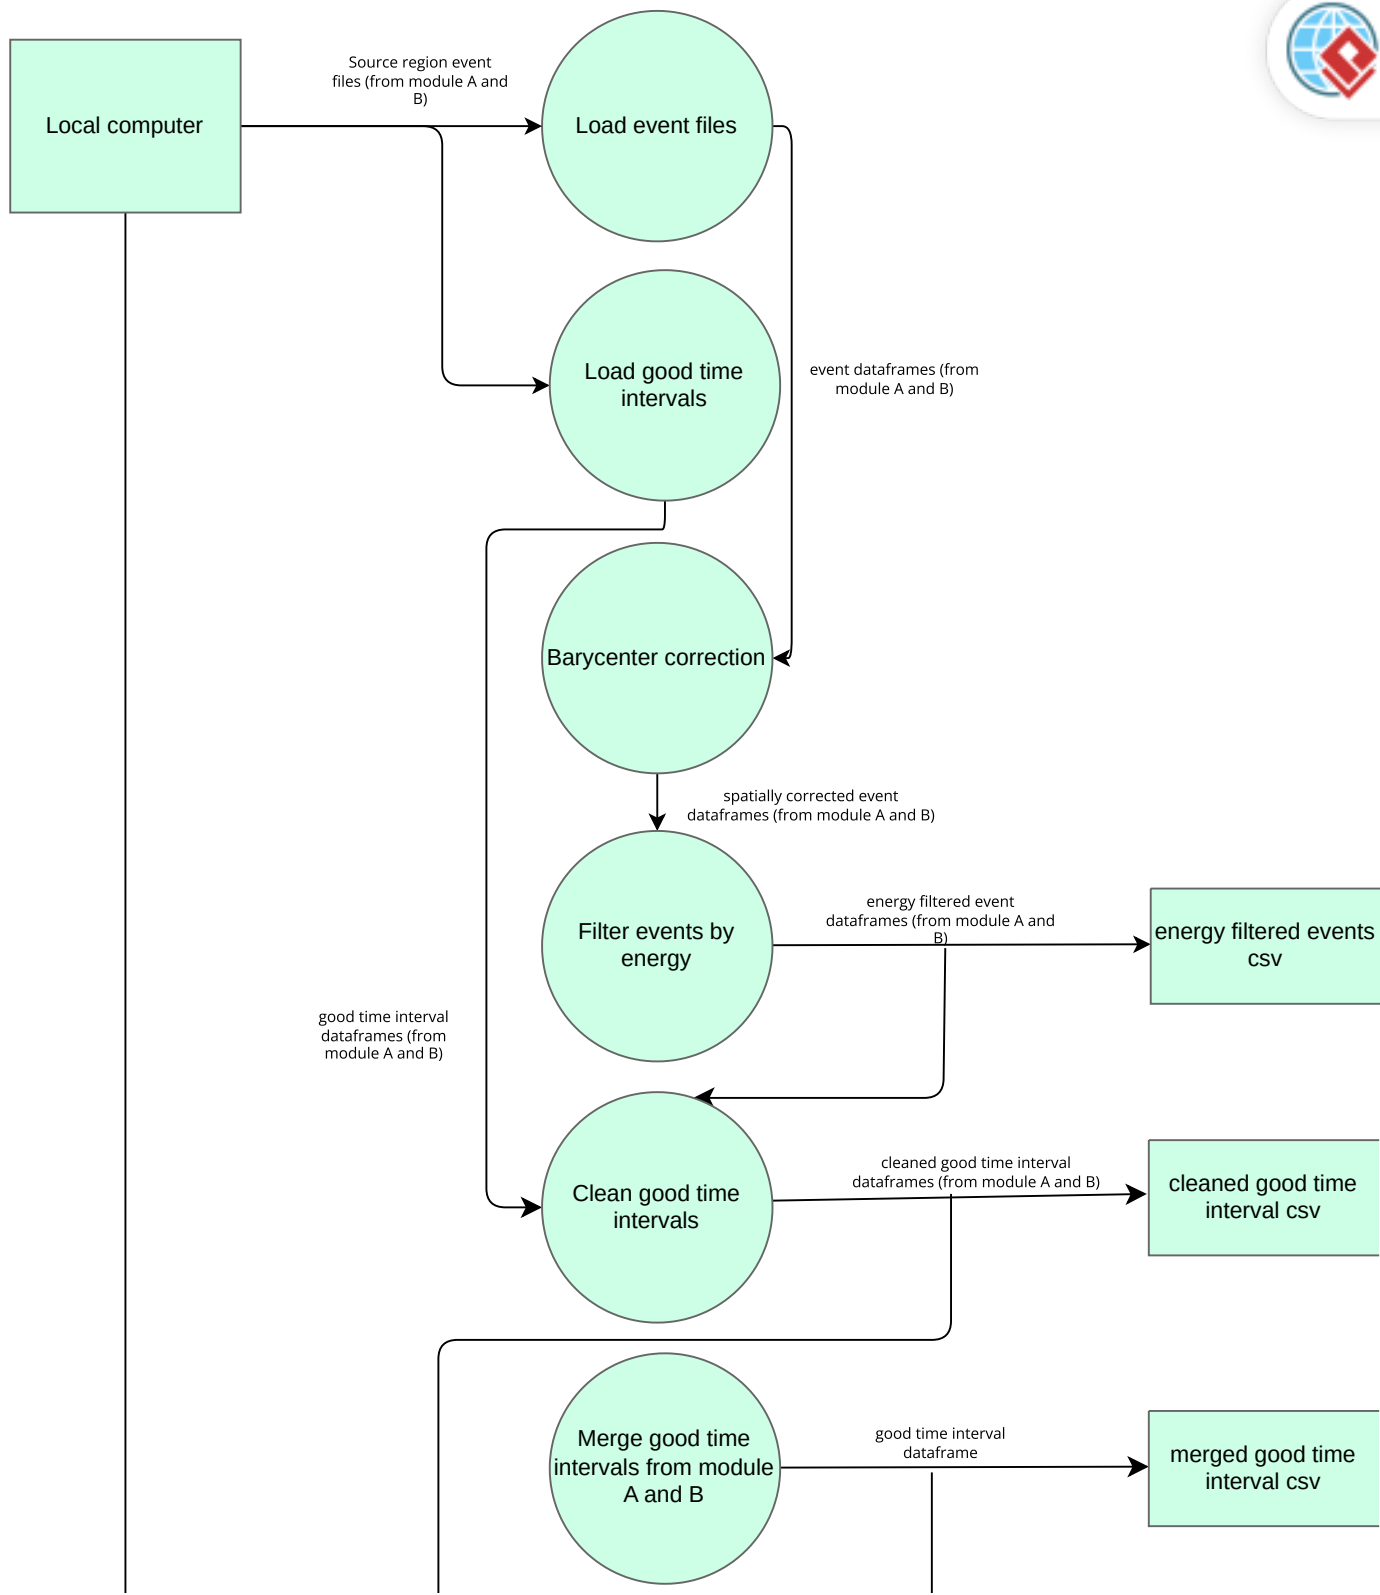 Local computer
Source region event
files (from module A and
B)
Load event files
Load good time
intervals
event dataframes (from
module A and B)
Barycenter correction
spatially corrected event
dataframes (from module A and B)
Filter events by
energy
energy filtered event
dataframes (from module A and
B)
energy filtered events
csv
good time interval
dataframes (from
module A and B)
Clean good time
intervals
cleaned good time interval
dataframes (from module A and B)
cleaned good time
interval csv
Merge good time
intervals from module
A and B
good time interval
dataframe
merged good time
interval csv